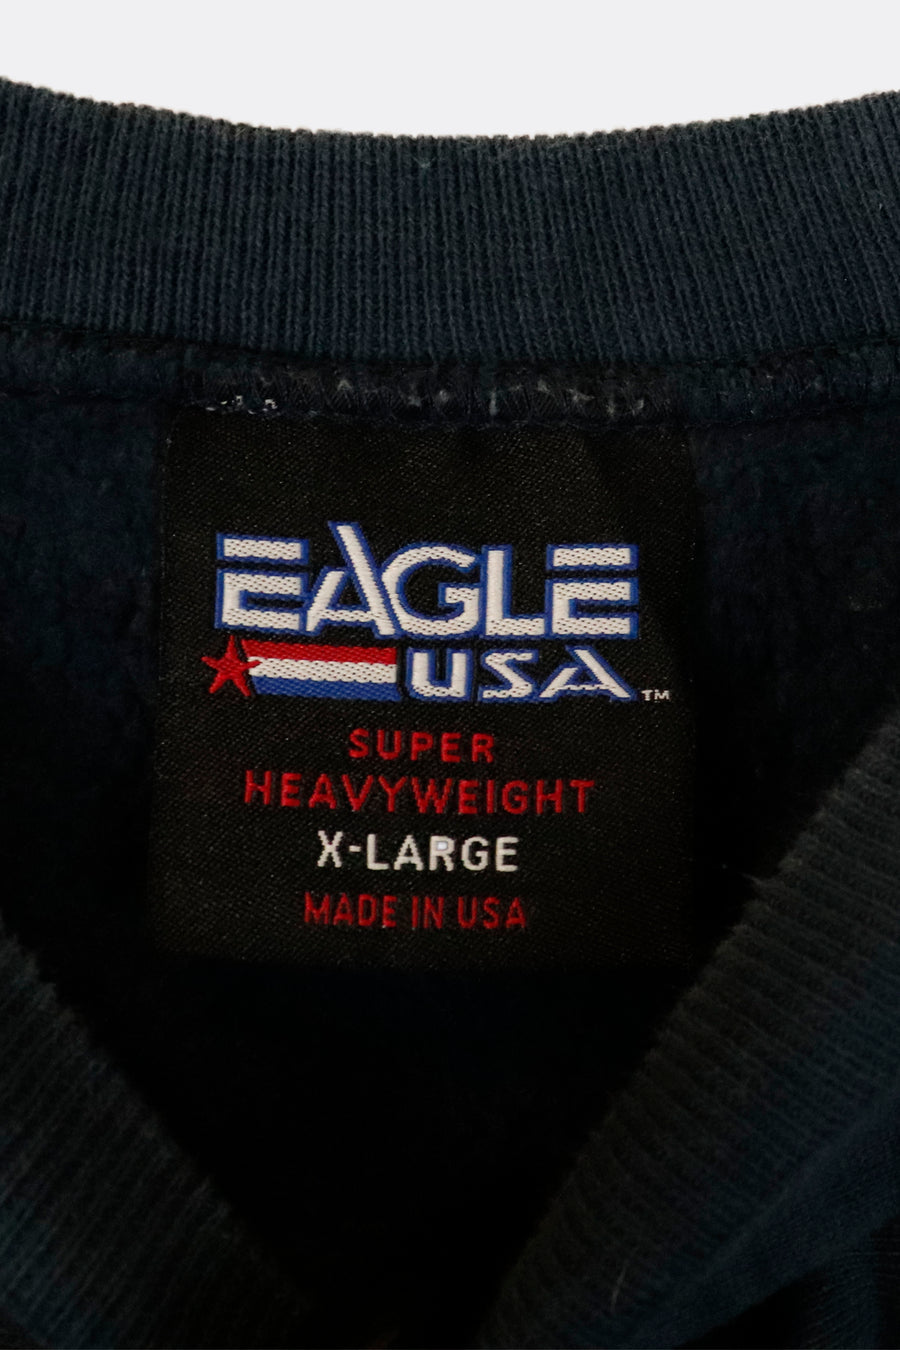 EAGLE
USA™
SUPER
HEAVYWEIGHT
X-LARGE
MADE IN USA